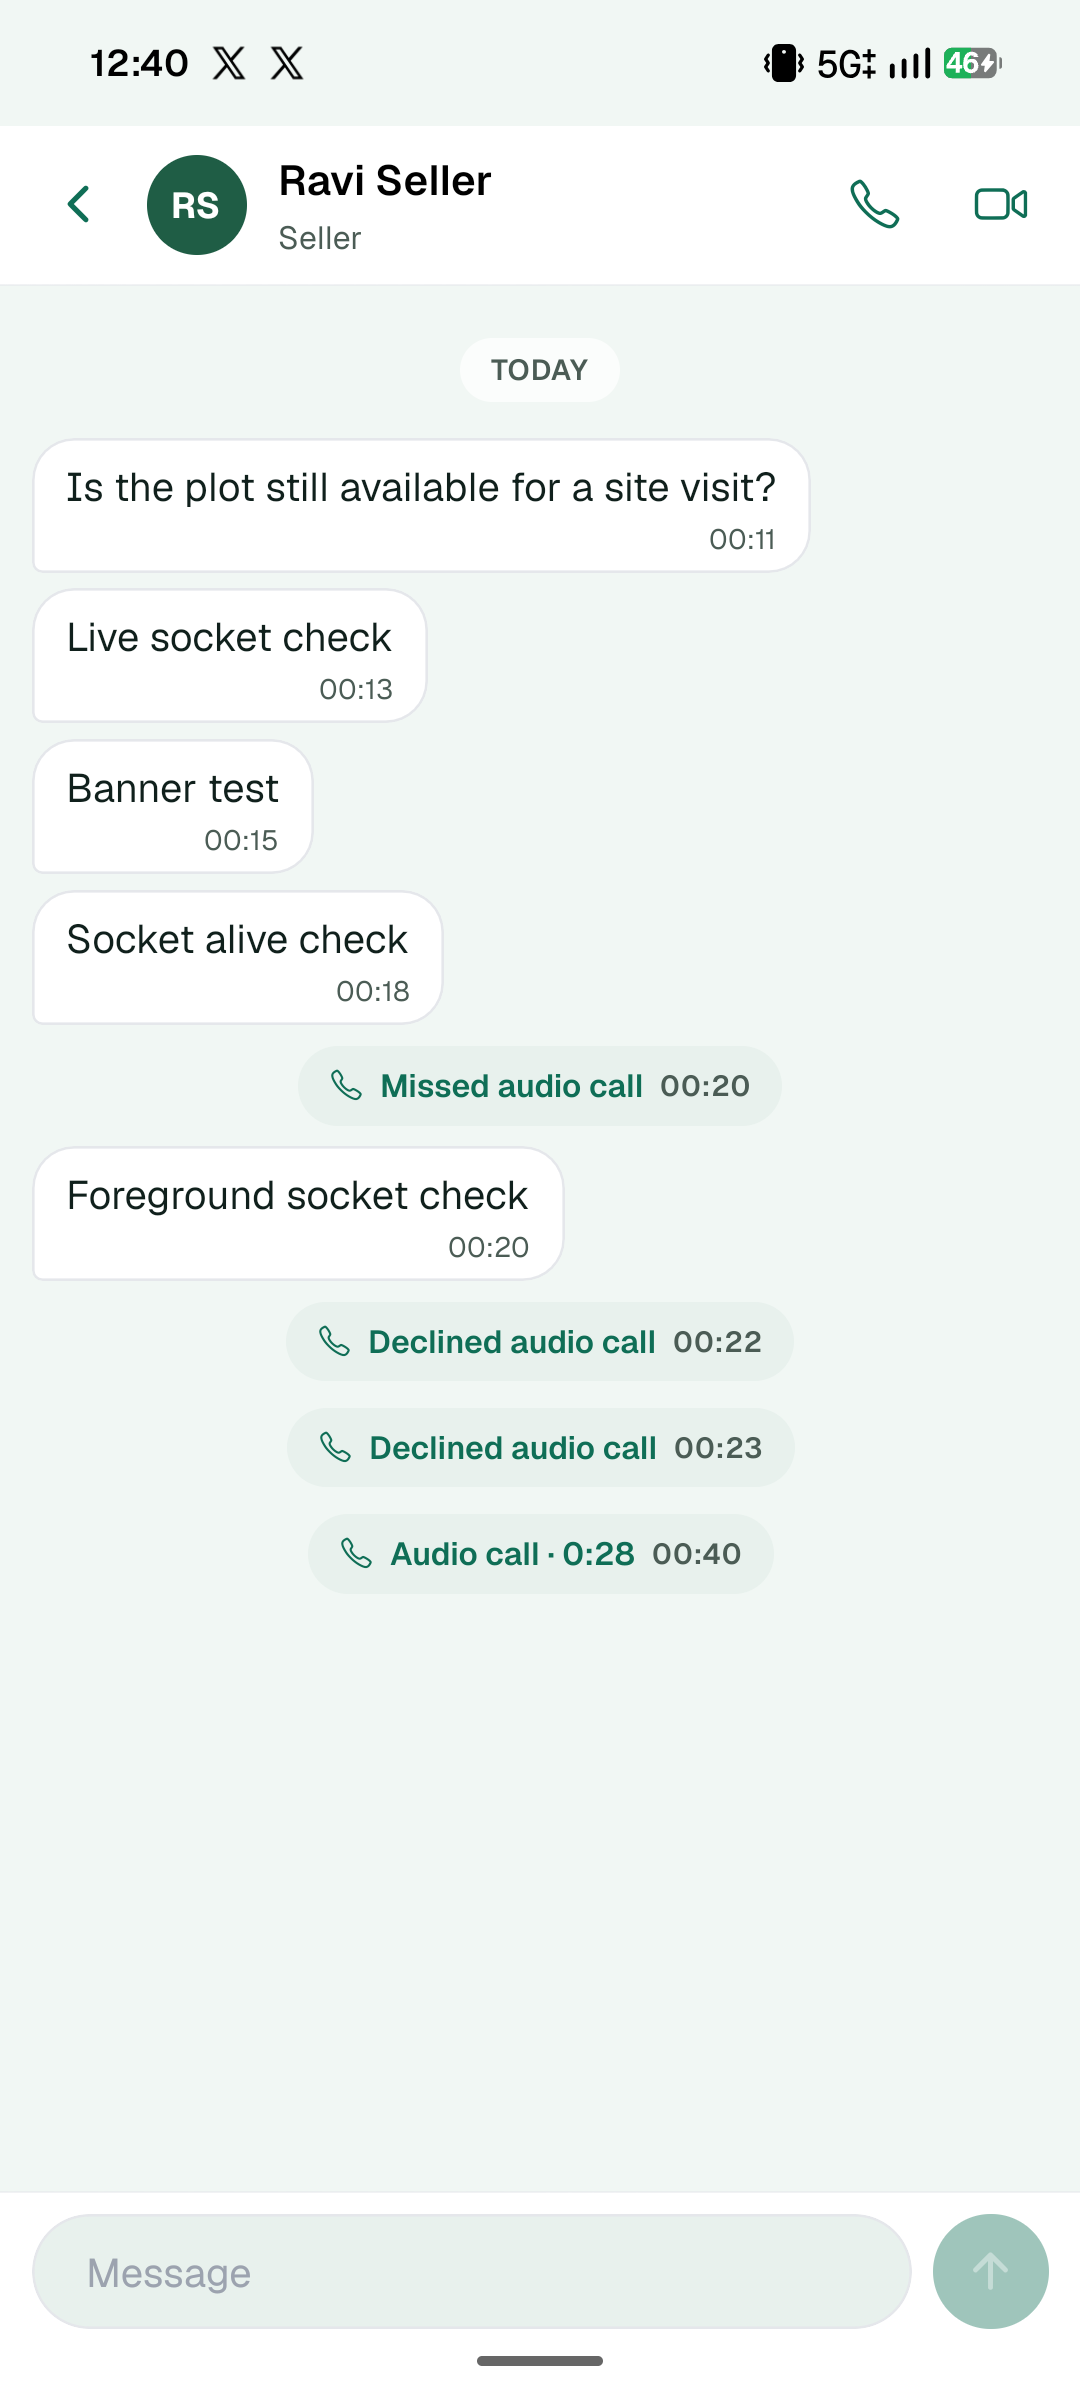 12:40
5G‡
46
RS
Ravi Seller
Seller
TODAY
Is the plot still available for a site visit?
00:11
Live socket check
00:13
Banner test
00:15
Socket alive check
00:18
Missed audio call 00:20
Foreground socket check
00:20
Declined audio call 00:22
Declined audio call 00:23
Audio call · 0:28 00:40
Message